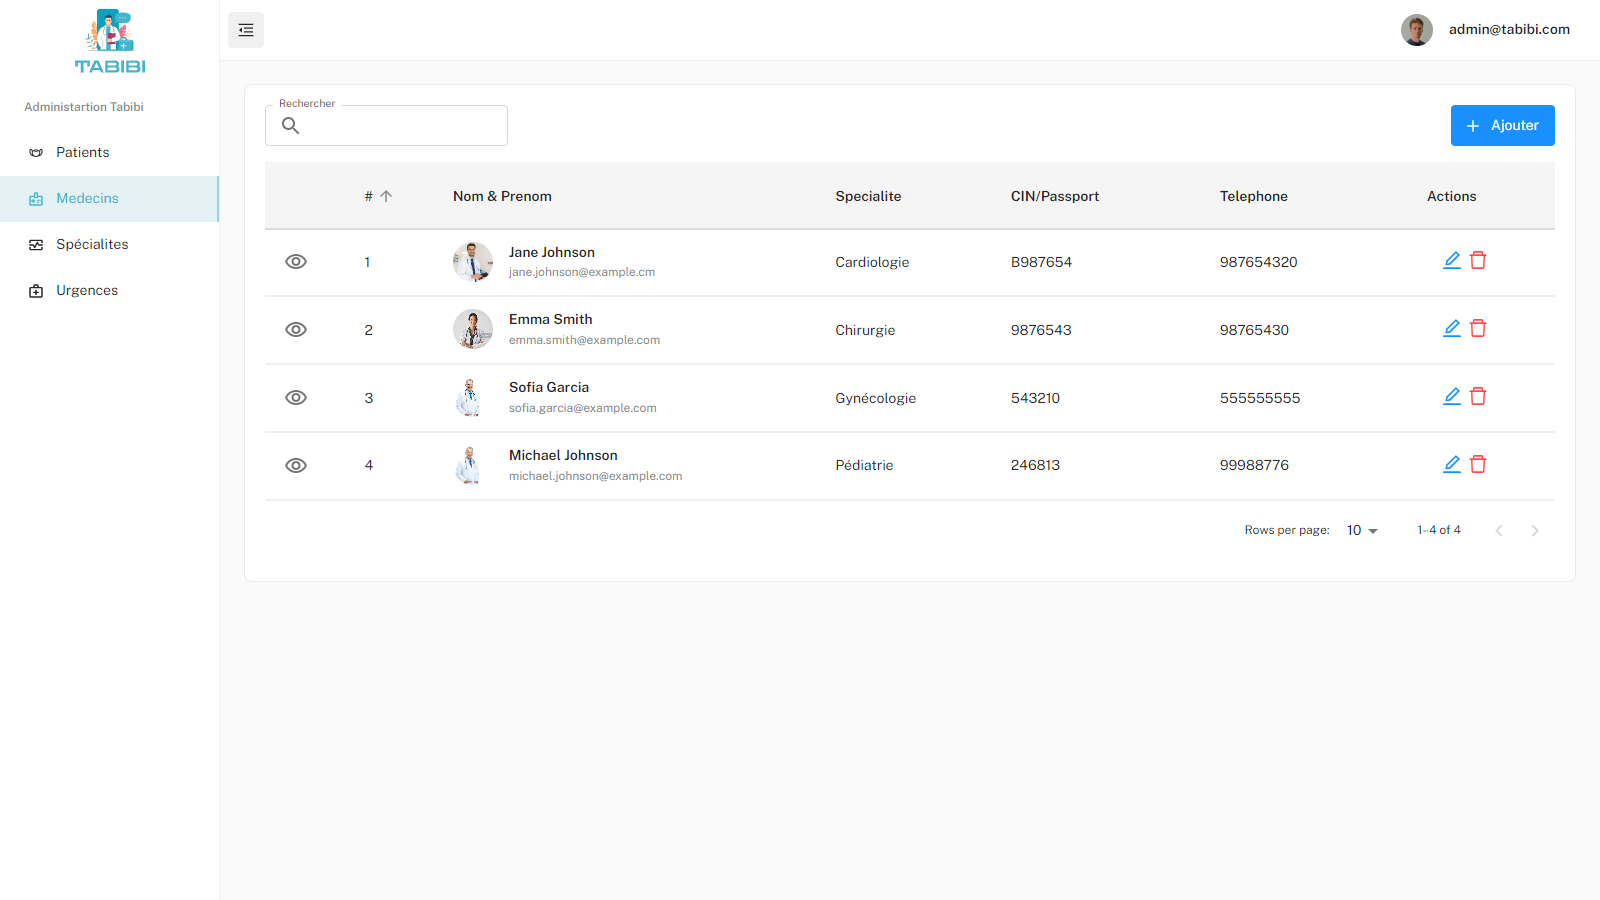 TABIBI
admin@tabibi.com
Administartion Tabibi
Patients
Medecins
Spécialites
Urgences
Rechercher
Ajouter
# Nom & Prenom Specialite CIN/Passport Telephone Actions
1 Jane Johnson Cardiologie B987654 987654320
jane.johnson@example.cm
2 Emma Smith Chirurgie 9876543 98765430
emma.smith@example.com
3 Sofia Garcia Gynécologie 543210 555555555
sofia.garcia@example.com
4 Michael Johnson Pédiatrie 246813 99988776
michael.johnson@example.com
Rows per page: 10 1–4 of 4